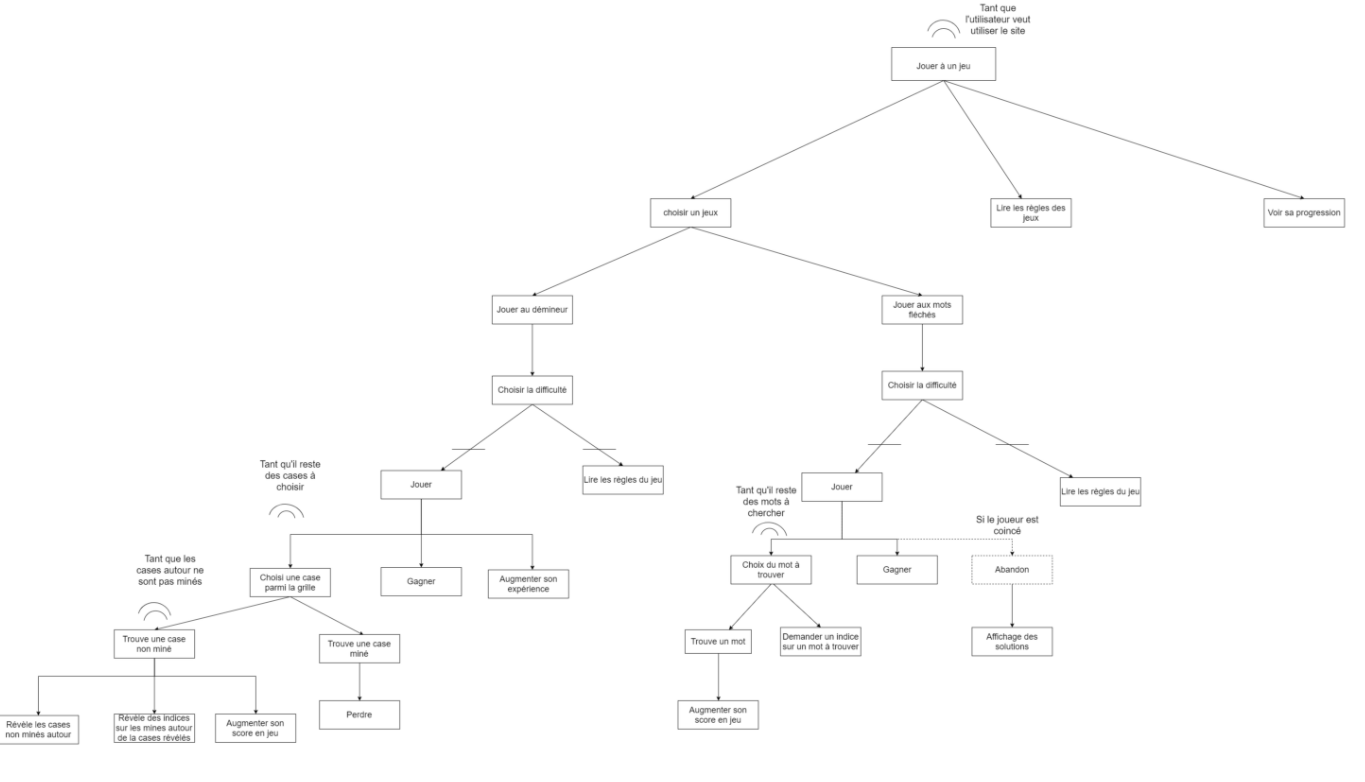 Tant que
l'utilisateur veut
utiliser le site
Jouer à un jeu
choisir un jeux
Lire les règles des
jeux
Voir sa progression
Jouer au démineur
Jouer aux mots
fléchés
Choisir la difficulté
Choisir la difficulté
Tant qu'il reste
des cases à
choisir
Jouer
Lire les règles du jeu
Tant qu'il reste
des mots à
chercher
Jouer
Lire les règles du jeu
Si le joueur est
coincé
Tant que les
cases autour ne
sont pas minés
Choisi une case
parmi la grille
Gagner
Augmenter son
expérience
Choix du mot à
trouver
Gagner
Abandon
Trouve une case
non miné
Trouve une case
miné
Trouve un mot
Demander un indice
sur un mot à trouver
Affichage des
solutions
Révèle les cases
non minés autour
Révèle des indices
sur les mines autour
de la cases révélés
Augmenter son
score en jeu
Perdre
Augmenter son
score en jeu